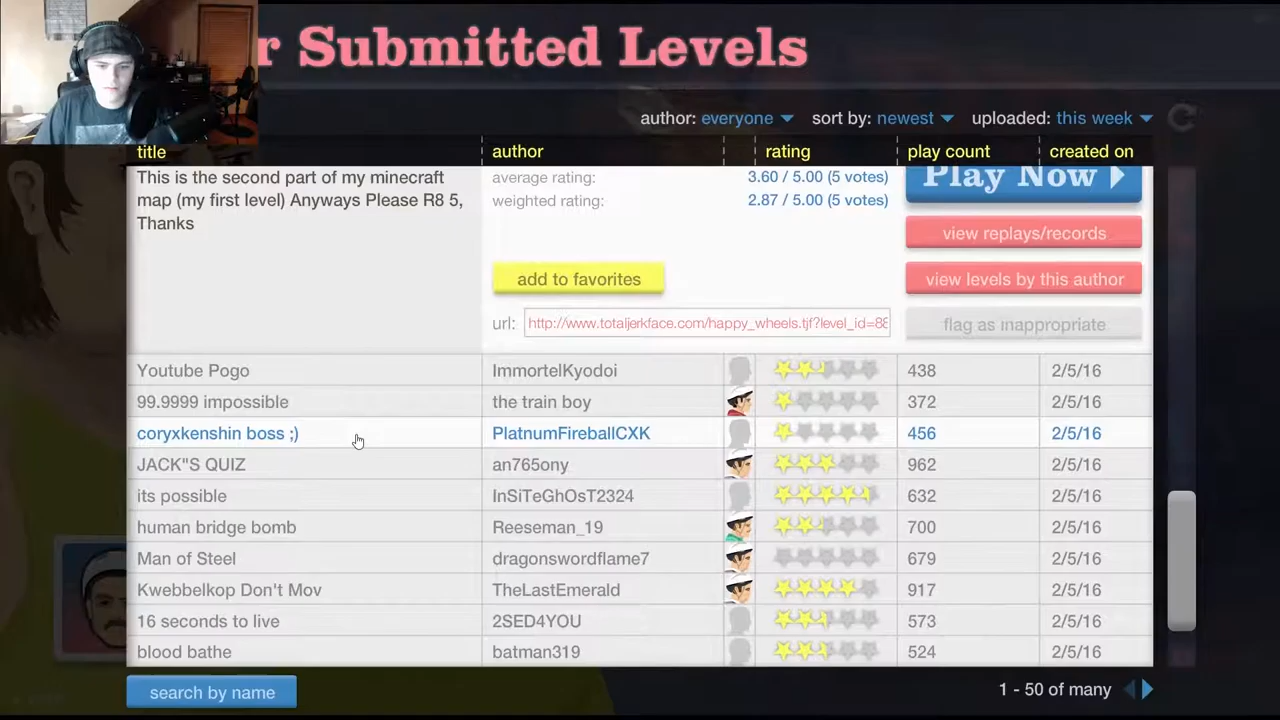 r Submitted Levels
author: everyone sort by: newest uploaded: this week
title author rating play count created on
This is the second part of my minecraft
map (my first level) Anyways Please R8 5,
Thanks
average rating: 3.60 / 5.00 (5 votes)
weighted rating: 2.87 / 5.00 (5 votes)
Play Now
view replays/records
add to favorites
view levels by this author
url: http://www.totaljerkface.com/happy_wheels.tjf?level_id=88
flag as inappropriate
Youtube Pogo ImmortelKyodoi 438 2/5/16
99.9999 impossible the train boy 372 2/5/16
coryxkenshin boss ;) PlatnumFireballCXK 456 2/5/16
JACK"S QUIZ an765ony 962 2/5/16
its possible InSiTeGhOsT2324 632 2/5/16
human bridge bomb Reeseman_19 700 2/5/16
Man of Steel dragonswordflame7 679 2/5/16
Kwebbelkop Don't Mov TheLastEmerald 917 2/5/16
16 seconds to live 2SED4YOU 573 2/5/16
blood bathe batman319 524 2/5/16
search by name 1 - 50 of many